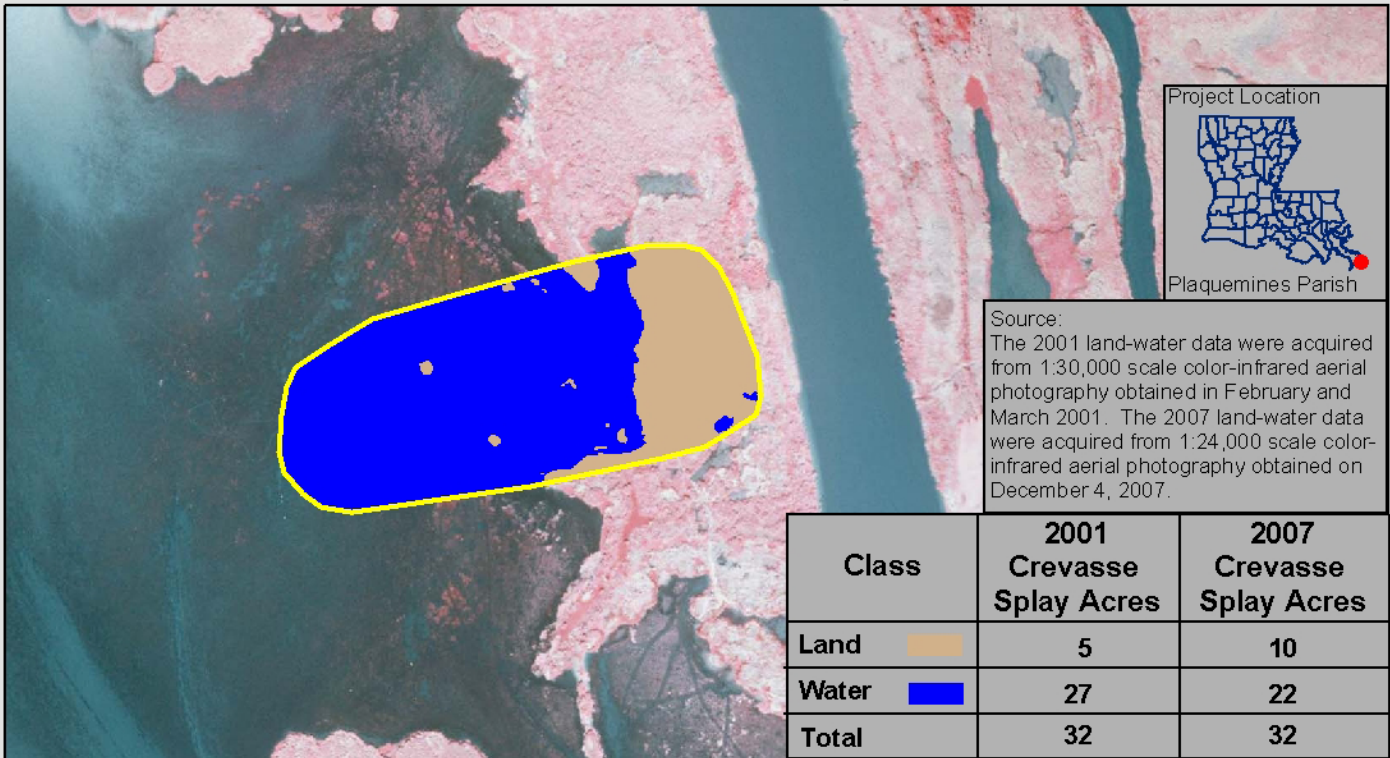 Project Location
Plaquemines Parish
Source:
The 2001 land-water data were acquired
from 1:30,000 scale color-infrared aerial
photography obtained in February and
March 2001. The 2007 land-water data
were acquired from 1:24,000 scale color-
infrared aerial photography obtained on
December 4, 2007.
Class
2001
Crevasse
Splay Acres
2007
Crevasse
Splay Acres
Land 5 10
Water 27 22
Total 32 32